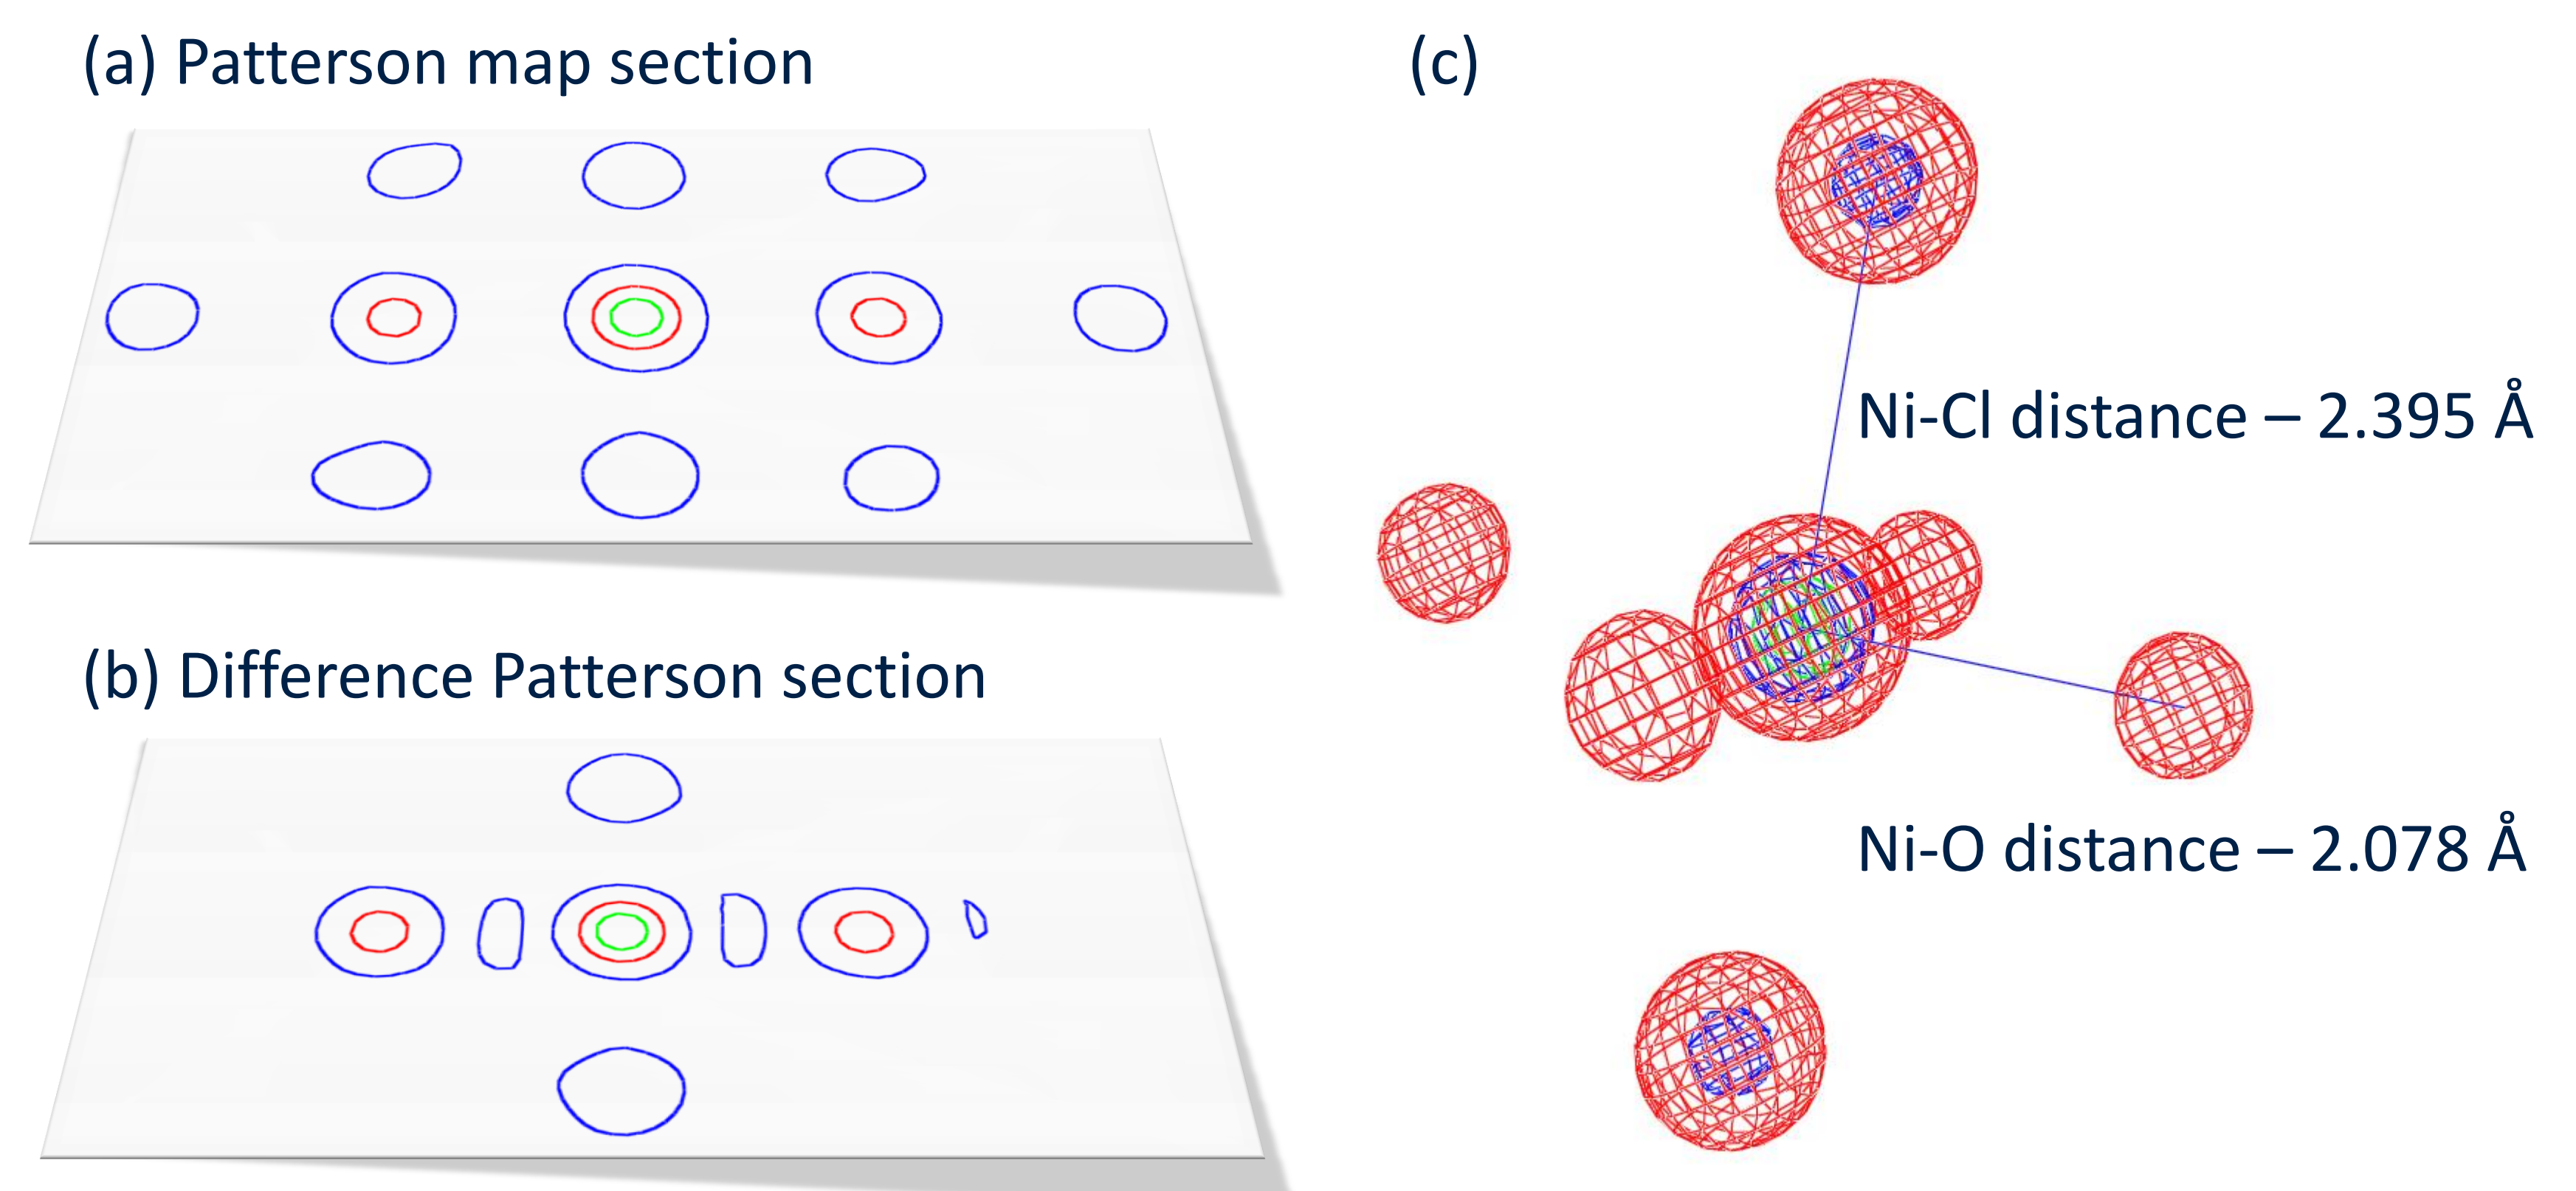 (a) Patterson map section
(c)
Ni-Cl distance – 2.395 Å
(b) Difference Patterson section
Ni-O distance – 2.078 Å